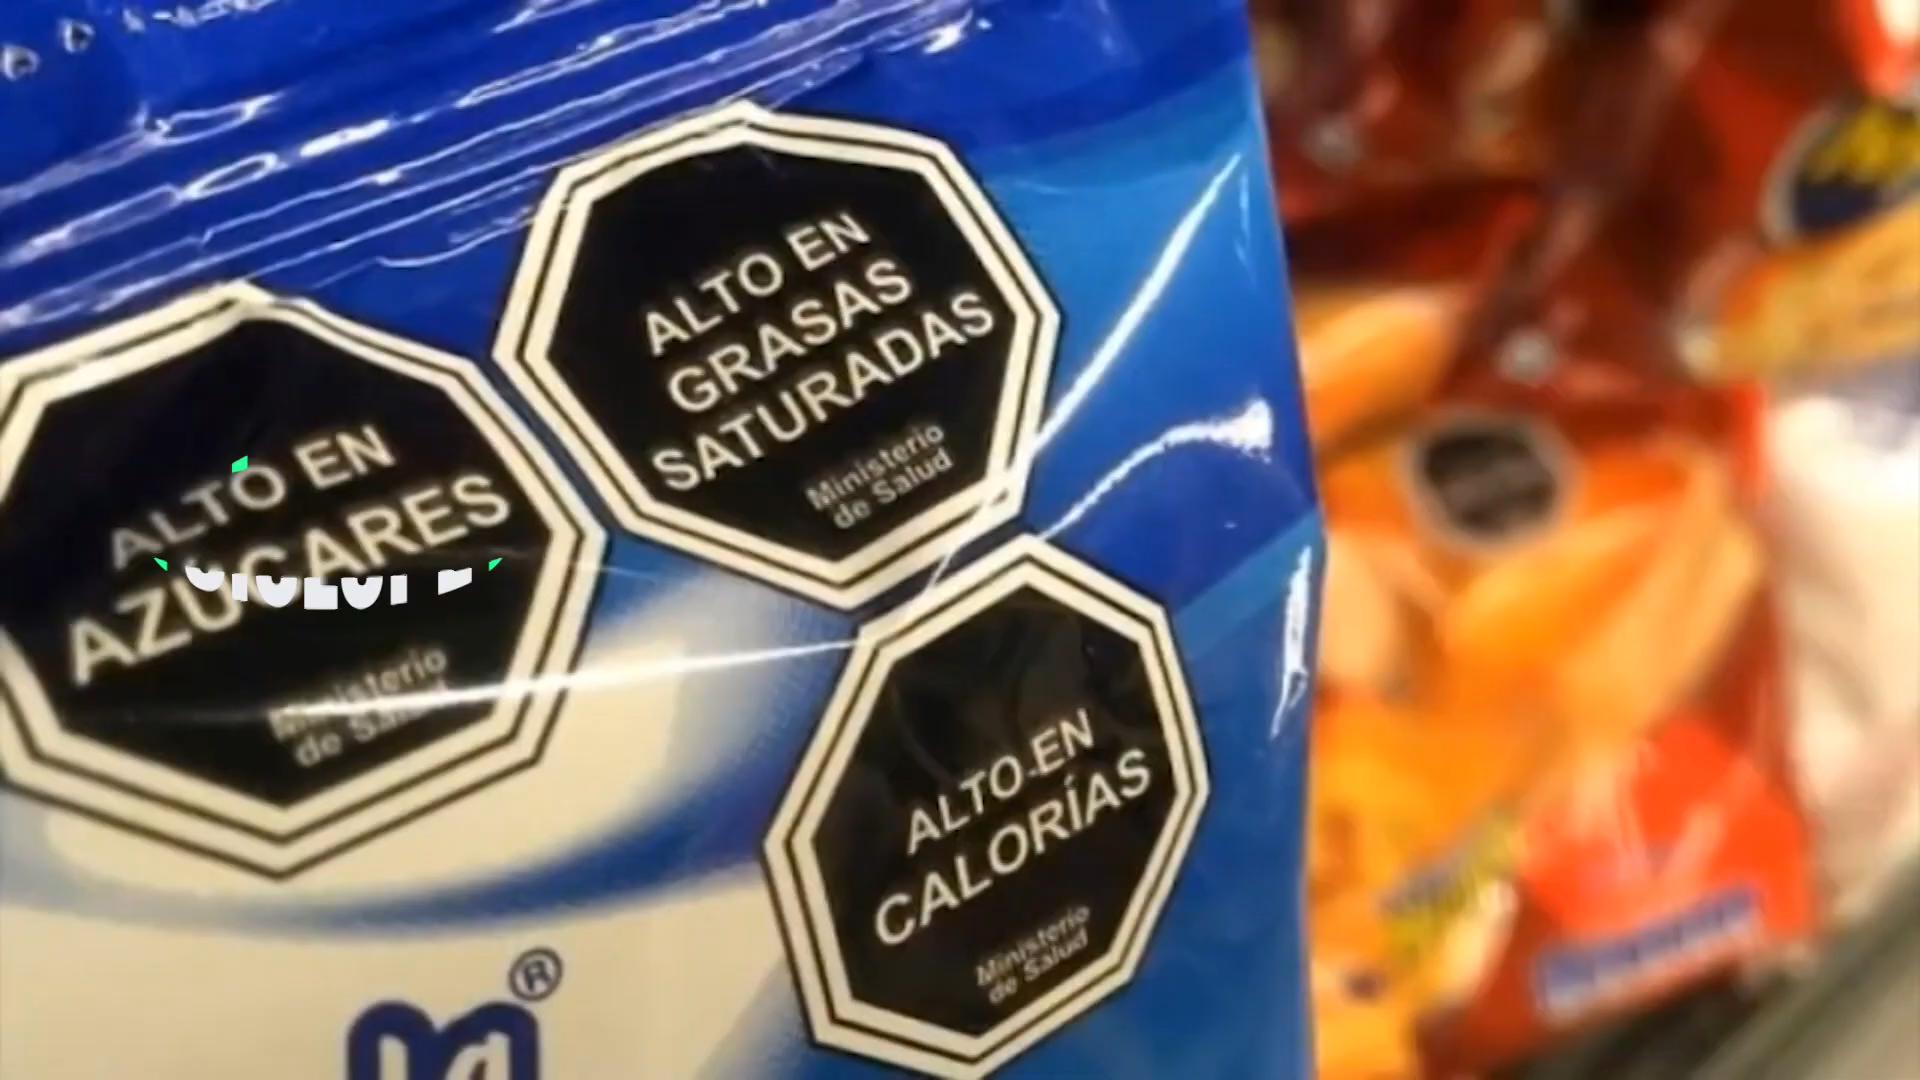 ALTO EN
GRASAS
SATURADAS
Ministerio
de Salud
ALTO EN
AZÚCARES
Ministerio
de Salud
ALTO EN
CALORÍAS
Ministerio
de Salud
®